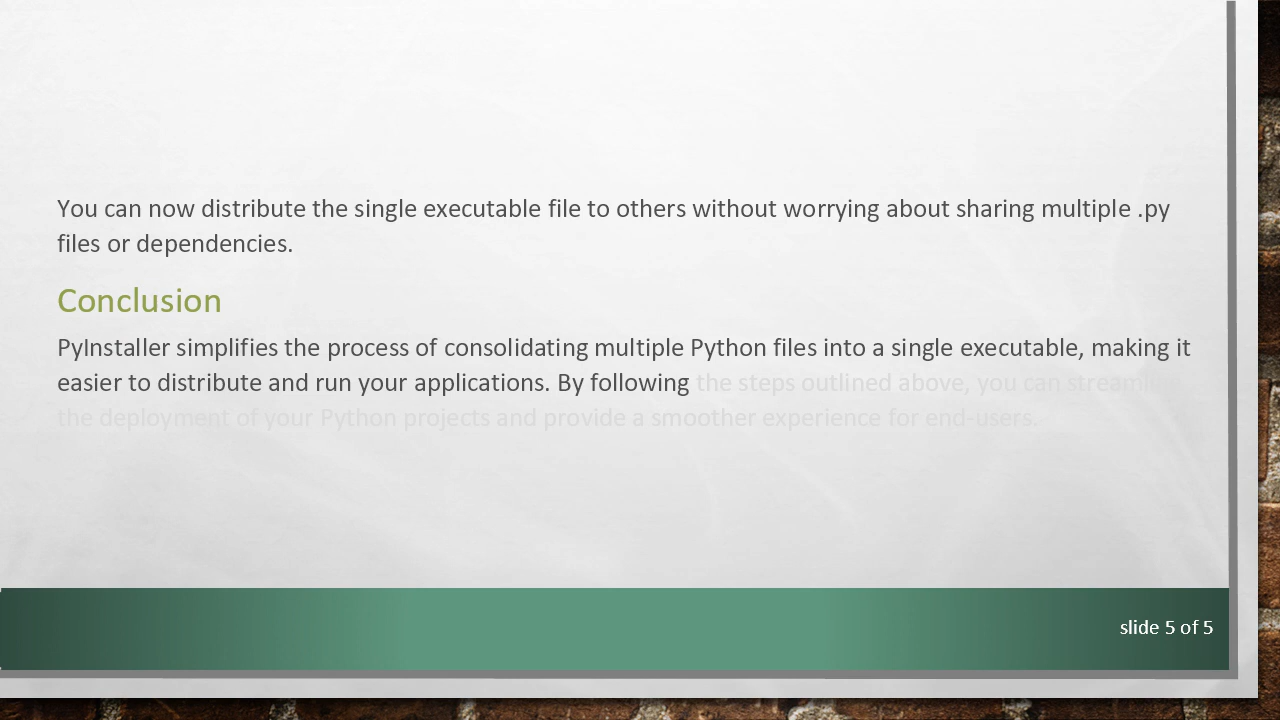 You can now distribute the single executable file to others without worrying about sharing multiple .py
files or dependencies.
Conclusion
PyInstaller simplifies the process of consolidating multiple Python files into a single executable, making it
easier to distribute and run your applications. By following the steps outlined above, you can streamline
the deployment of your Python projects and provide a smoother experience for end-users.
slide 5 of 5